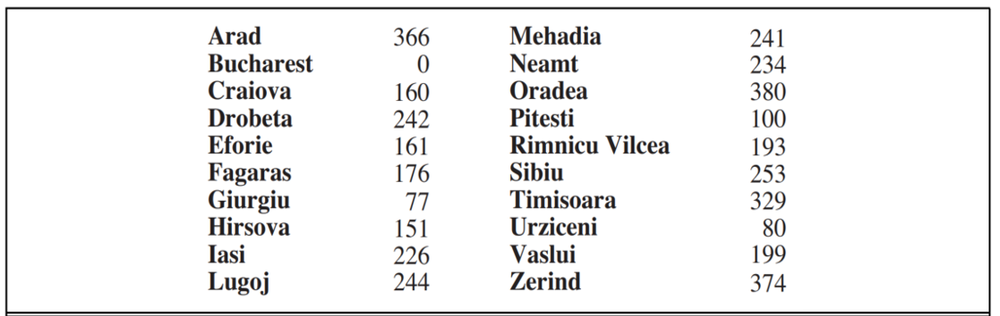 Arad 366 Mehadia 241
Bucharest 0 Neamt 234
Craiova 160 Oradea 380
Drobeta 242 Pitesti 100
Eforie 161 Rimnicu Vilcea 193
Fagaras 176 Sibiu 253
Giurgiu 77 Timisoara 329
Hirsova 151 Urziceni 80
Iasi 226 Vaslui 199
Lugoj 244 Zerind 374